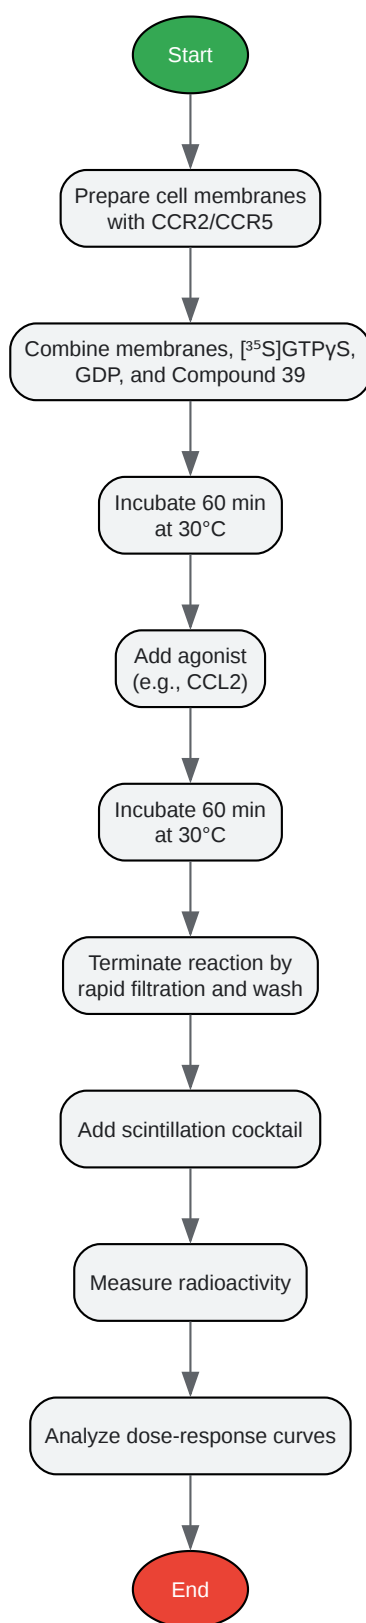 Start
Prepare cell membranes
with CCR2/CCR5
Combine membranes, [³⁵S]GTPγS,
GDP, and Compound 39
Incubate 60 min
at 30°C
Add agonist
(e.g., CCL2)
Incubate 60 min
at 30°C
Terminate reaction by
rapid filtration and wash
Add scintillation cocktail
Measure radioactivity
Analyze dose-response curves
End